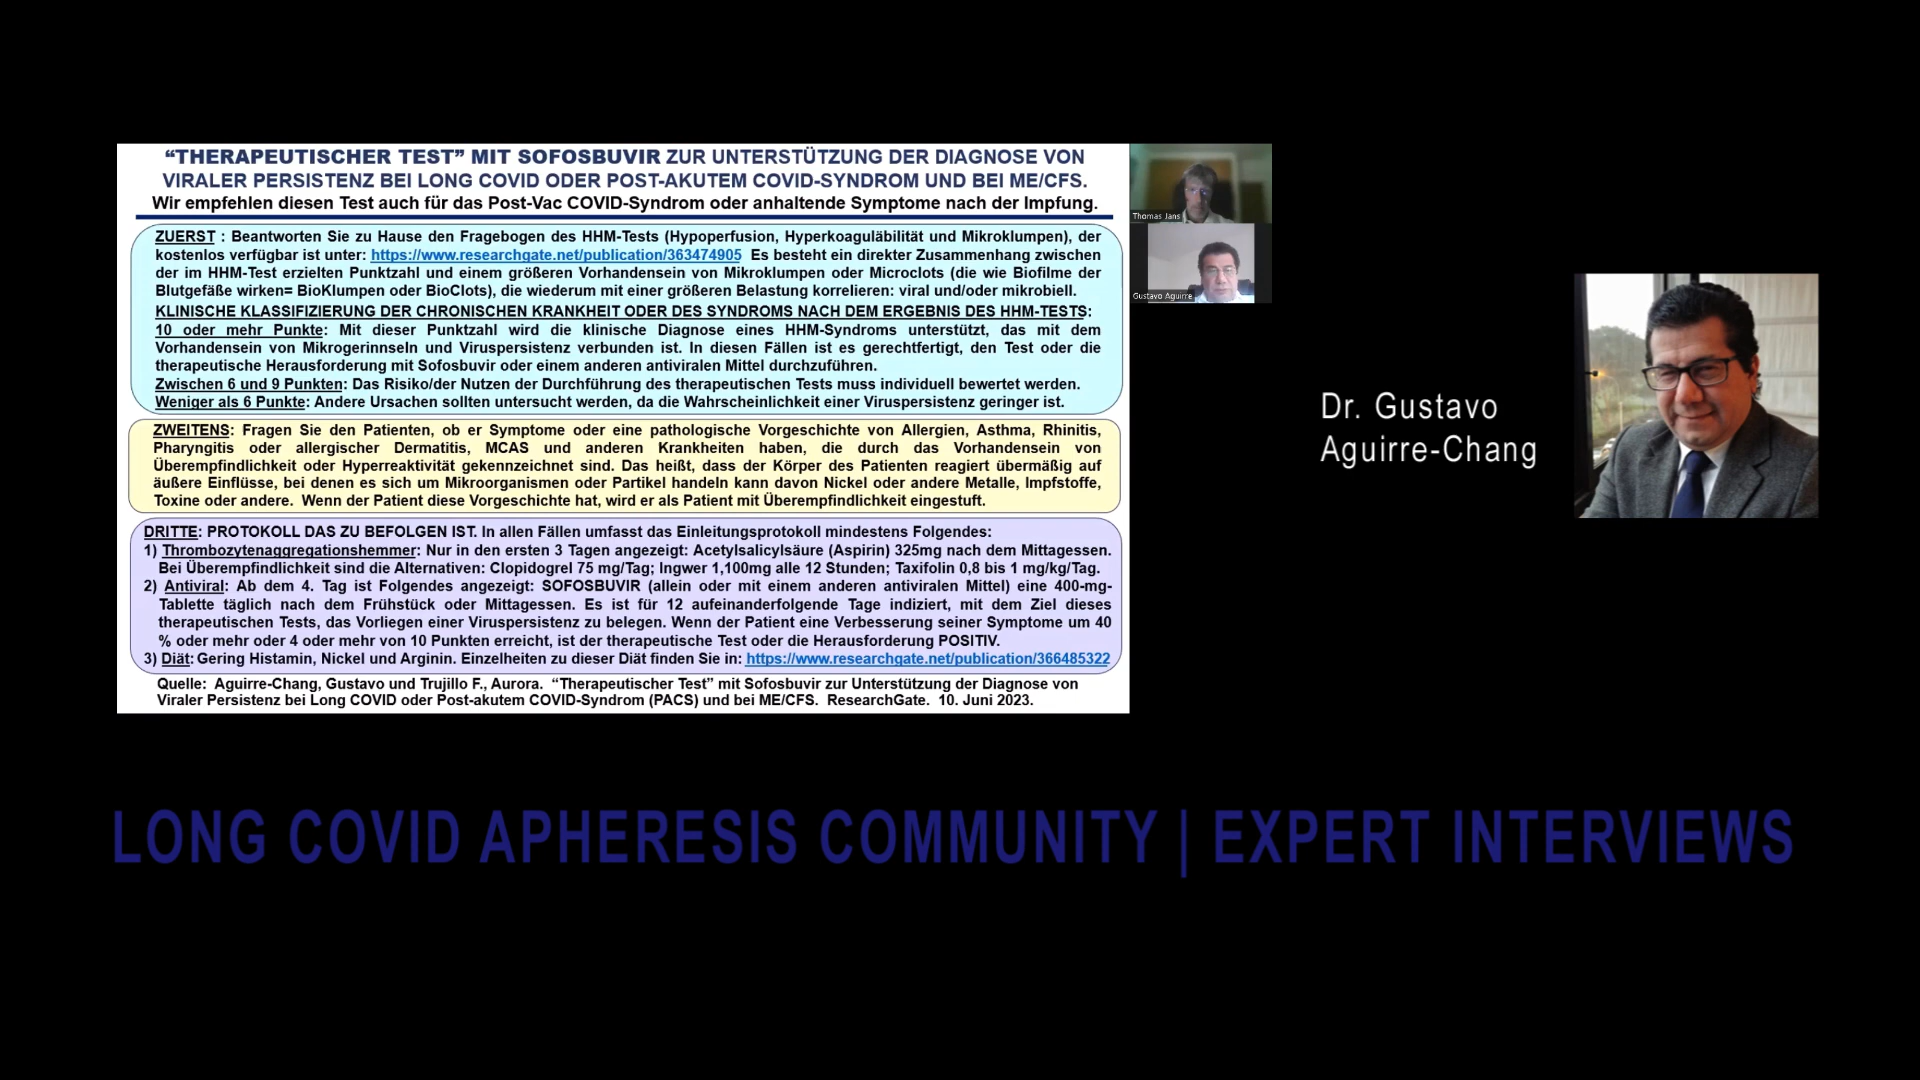 “THERAPEUTISCHER TEST” MIT SOFOSBUVIR ZUR UNTERSTÜTZUNG DER DIAGNOSE VON
VIRALER PERSISTENZ BEI LONG COVID ODER POST-AKUTEM COVID-SYNDROM UND BEI ME/CFS.
Wir empfehlen diesen Test auch für das Post-Vac COVID-Syndrom oder anhaltende Symptome nach der Impfung.
ZUERST : Beantworten Sie zu Hause den Fragebogen des HHM-Tests (Hypoperfusion, Hyperkoagulabilität und Mikroklumpen), der
kostenlos verfügbar ist unter: https://www.researchgate.net/publication/363474905 Es besteht ein direkter Zusammenhang zwischen
der im HHM-Test erzielten Punktzahl und einem größeren Vorhandensein von Mikroklumpen oder Microclots (die wie Biofilme der
Blutgefäße wirken= BioKlumpen oder BioClots), die wiederum mit einer größeren Belastung korrelieren: viral und/oder mikrobiell.
KLINISCHE KLASSIFIZIERUNG DER CHRONISCHEN KRANKHEIT ODER DES SYNDROMS NACH DEM ERGEBNIS DES HHM-TESTS:
10 oder mehr Punkte: Mit dieser Punktzahl wird die klinische Diagnose eines HHM-Syndroms unterstützt, das mit dem
Vorhandensein von Mikrogerinnseln und Viruspersistenz verbunden ist. In diesen Fällen ist es gerechtfertigt, den Test oder die
therapeutische Herausforderung mit Sofosbuvir oder einem anderen antiviralen Mittel durchzuführen.
Zwischen 6 und 9 Punkten: Das Risiko/der Nutzen der Durchführung des therapeutischen Tests muss individuell bewertet werden.
Weniger als 6 Punkte: Andere Ursachen sollten untersucht werden, da die Wahrscheinlichkeit einer Viruspersistenz geringer ist.
ZWEITENS: Fragen Sie den Patienten, ob er Symptome oder eine pathologische Vorgeschichte von Allergien, Asthma, Rhinitis,
Pharyngitis oder allergischer Dermatitis, MCAS und anderen Krankheiten haben, die durch das Vorhandensein von
Überempfindlichkeit oder Hyperreaktivität gekennzeichnet sind. Das heißt, dass der Körper des Patienten reagiert übermäßig auf
äußere Einflüsse, bei denen es sich um Mikroorganismen oder Partikel handeln kann davon Nickel oder andere Metalle, Impfstoffe,
Toxine oder andere. Wenn der Patient diese Vorgeschichte hat, wird er als Patient mit Überempfindlichkeit eingestuft.
DRITTE: PROTOKOLL DAS ZU BEFOLGEN IST. In allen Fällen umfasst das Einleitungsprotokoll mindestens Folgendes:
1) Thrombozytenaggregationshemmer: Nur in den ersten 3 Tagen angezeigt: Acetylsalicylsäure (Aspirin) 325mg nach dem Mittagessen.
Bei Überempfindlichkeit sind die Alternativen: Clopidogrel 75 mg/Tag; Ingwer 1,100mg alle 12 Stunden; Taxifolin 0,8 bis 1 mg/kg/Tag.
2) Antiviral: Ab dem 4. Tag ist Folgendes angezeigt: SOFOSBUVIR (allein oder mit einem anderen antiviralen Mittel) eine 400-mg-
Tablette täglich nach dem Frühstück oder Mittagessen. Es ist für 12 aufeinanderfolgende Tage indiziert, mit dem Ziel dieses
therapeutischen Tests, das Vorliegen einer Viruspersistenz zu belegen. Wenn der Patient eine Verbesserung seiner Symptome um 40
% oder mehr oder 4 oder mehr von 10 Punkten erreicht, ist der therapeutische Test oder die Herausforderung POSITIV.
3) Diät: Gering Histamin, Nickel und Arginin. Einzelheiten zu dieser Diät finden Sie in: https://www.researchgate.net/publication/366485322
Quelle: Aguirre-Chang, Gustavo und Trujillo F., Aurora. “Therapeutischer Test” mit Sofosbuvir zur Unterstützung der Diagnose von
Viraler Persistenz bei Long COVID oder Post-akutem COVID-Syndrom (PACS) und bei ME/CFS. ResearchGate. 10. Juni 2023.
Thomas Jans
Gustavo Aguirre
Dr. Gustavo
Aguirre-Chang
LONG COVID APHERESIS COMMUNITY | EXPERT INTERVIEWS